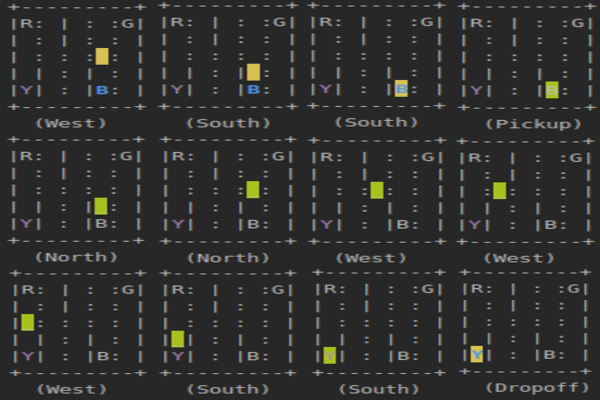 +---------+
|R: | : :G|
| : : : : |
| : : : : |
| | : | : |
|Y| : |B: |
+---------+
(West)
+---------+
|R: | : :G|
| : : : : |
| : : : : |
| | : | : |
|Y| : |B: |
+---------+
(South)
+---------+
|R: | : :G|
| : : : : |
| : : : : |
| | : | : |
|Y| : |B: |
+---------+
(South)
+---------+
|R: | : :G|
| : : : : |
| : : : : |
| | : | : |
|Y| : |B: |
+---------+
(Pickup)
+---------+
|R: | : :G|
| : : : : |
| : : : : |
| | : | : |
|Y| : |B: |
+---------+
(North)
+---------+
|R: | : :G|
| : : : : |
| : : : : |
| | : | : |
|Y| : |B: |
+---------+
(North)
+---------+
|R: | : :G|
| : : : : |
| : : : : |
| | : | : |
|Y| : |B: |
+---------+
(West)
+---------+
|R: | : :G|
| : : : : |
| : : : : |
| | : | : |
|Y| : |B: |
+---------+
(West)
+---------+
|R: | : :G|
| : : : : |
| : : : : |
| | : | : |
|Y| : |B: |
+---------+
(West)
+---------+
|R: | : :G|
| : : : : |
| : : : : |
| | : | : |
|Y| : |B: |
+---------+
(South)
+---------+
|R: | : :G|
| : : : : |
| : : : : |
| | : | : |
|Y| : |B: |
+---------+
(South)
+---------+
|R: | : :G|
| : : : : |
| : : : : |
| | : | : |
|Y| : |B: |
+---------+
(Dropoff)